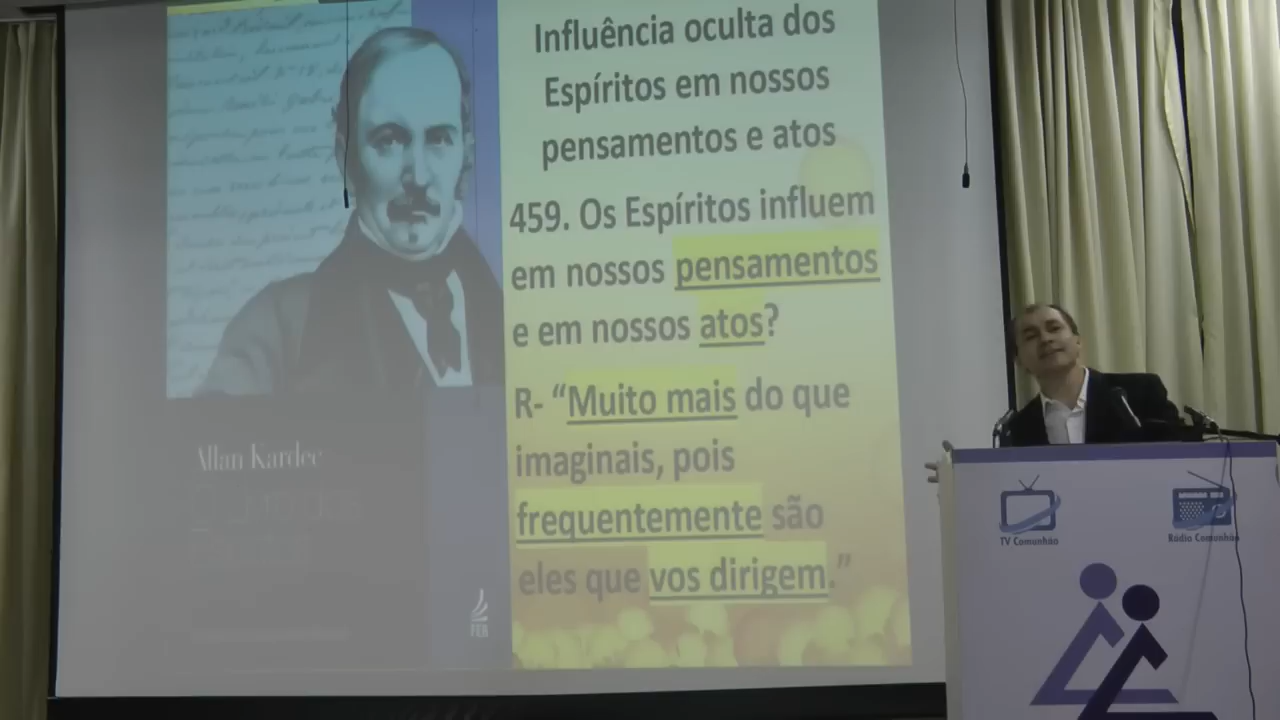 Influência oculta dos
Espíritos em nossos
pensamentos e atos
459. Os Espíritos influem
em nossos pensamentos
e em nossos atos?
R- “Muito mais do que
imaginais, pois
frequentemente são
eles que vos dirigem.”
Allan Kardec
FEB
TV Comunhão
Rádio Comunhão